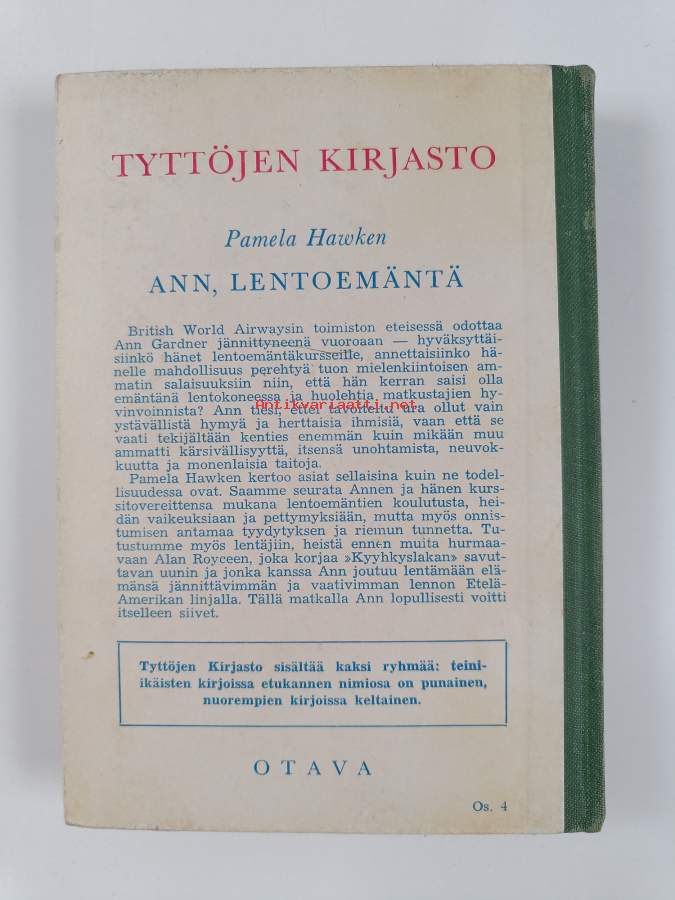 TYTTÖJEN KIRJASTO
Pamela Hawken
ANN, LENTOEMÄNTÄ
British World Airwaysin toimiston eteisessä odottaa
Ann Gardner jännittyneenä vuoroaan — hyväksyttäi-
siinkö hänet lentoemäntäkursseille, annettaisiinko hä-
nelle mahdollisuus perehtyä tuon mielenkiintoisen am-
matin salaisuuksiin niin, että hän kerran saisi olla
emäntänä lentokoneessa ja huolehtia matkustajien hy-
vinvoinnista? Ann tiesi, ettei tavoiteltu ura ollut vain
ystävällistä hymyä ja herttaisia ihmisiä, vaan että se
vaati tekijältään kenties enemmän kuin mikään muu
ammatti kärsivällisyyttä, itsensä unohtamista, neuvok-
kuutta ja monenlaisia taitoja.
Pamela Hawken kertoo asiat sellaisina kuin ne todel-
lisuudessa ovat. Saamme seurata Annen ja hänen kurs-
sitovereittensa mukana lentoemäntien koulutusta, hei-
dän vaikeuksiaan ja pettymyksiään, mutta myös onnis-
tumisen antamaa tyydytyksen ja riemun tunnetta. Tu-
tustumme myös lentäjiin, heistä ennen muita hurmaa-
vaan Alan Royceen, joka korjaa »Kyyhkyslakan» savut-
tavan uunin ja jonka kanssa Ann joutuu lentämään elä-
mänsä jännittävimmän ja vaativimman lennon Etelä-
Amerikan linjalla. Tällä matkalla Ann lopullisesti voitti
itselleen siivet.
Antikvariaatti.net
Tyttöjen Kirjasto sisältää kaksi ryhmää: teini-
ikäisten kirjoissa etukannen nimiosa on punainen,
nuorempien kirjoissa keltainen.
OTAVA
Os. 4